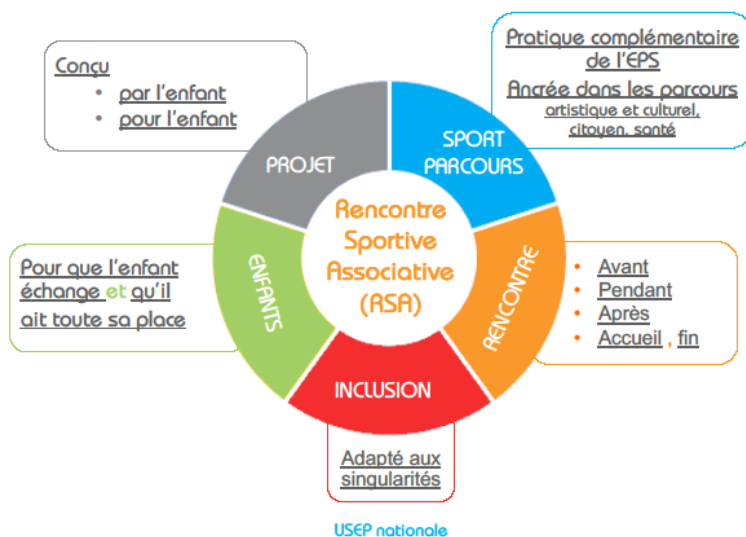 Conçu
• par l'enfant
• pour l'enfant
Pratique complémentaire
de l'EPS
Ancrée dans les parcours
artistique et culturel,
citoyen, santé
PROJET
SPORT
PARCOURS
Rencontre
Sportive
Associative
(RSA)
Pour que l'enfant
échange et qu'il
ait toute sa place
ENFANTS
RENCONTRE
• Avant
• Pendant
• Après
• Accueil , fin
INCLUSION
Adapté aux
singularités
USEP nationale